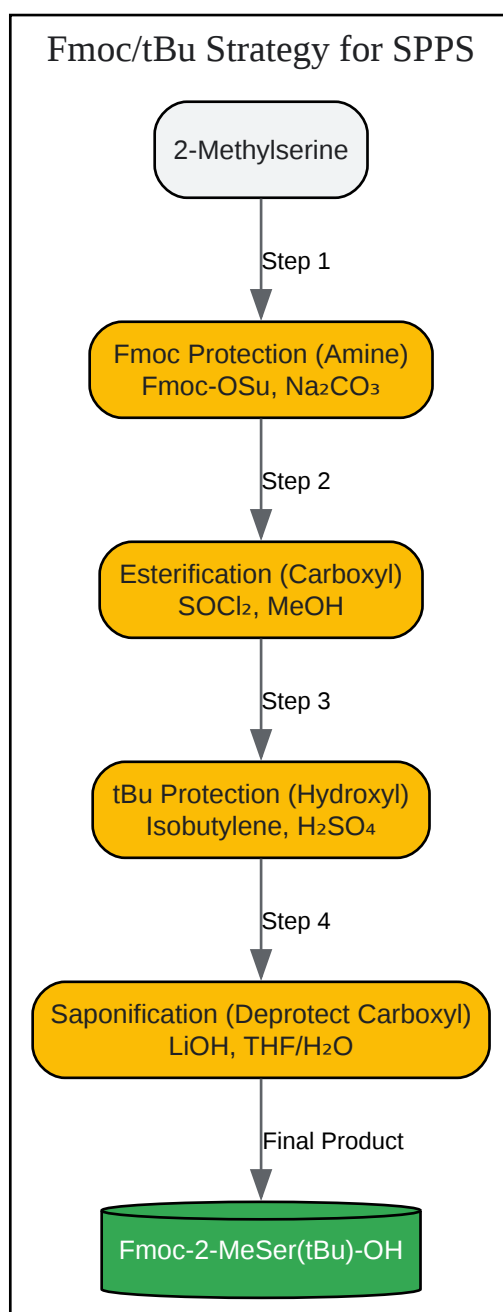 Fmoc/tBu Strategy for SPPS
2-Methylserine
Step 1
Fmoc Protection (Amine)
Fmoc-OSu, Na₂CO₃
Step 2
Esterification (Carboxyl)
SOCl₂, MeOH
Step 3
tBu Protection (Hydroxyl)
Isobutylene, H₂SO₄
Step 4
Saponification (Deprotect Carboxyl)
LiOH, THF/H₂O
Final Product
Fmoc-2-MeSer(tBu)-OH